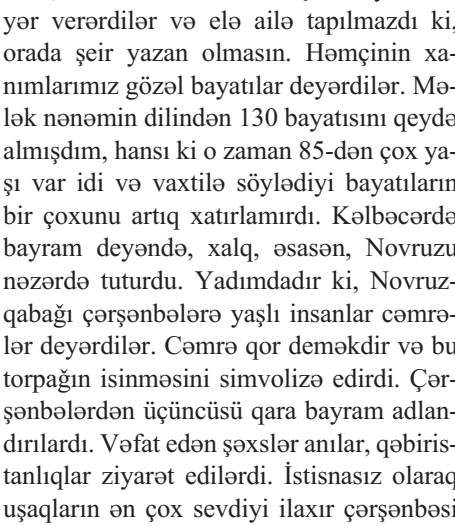 yər verərdilər və elə ailə tapılmazdı ki,
orada şeir yazan olmasın. Həmçinin xa-
nımlarımız gözəl bayatılar deyərdilər. Mə-
lək nənəmin dilindən 130 bayatısını qeydə
almışdım, hansı ki o zaman 85-dən çox ya-
şı var idi və vaxtilə söylədiyi bayatıların
bir çoxunu artıq xatırlamırdı. Kəlbəcərdə
bayram deyəndə, xalq, əsasən, Novruzu
nəzərdə tuturdu. Yadımdadır ki, Novruz-
qabağı çərşənbələrə yaşlı insanlar cəmrə-
lər deyərdilər. Cəmrə qor deməkdir və bu
torpağın isinməsini simvolizə edirdi. Çər-
şənbələrdən üçüncüsü qara bayram adlan-
dırılardı. Vəfat edən şəxslər anılar, qəbiris-
tanlıqlar ziyarət edilərdi. İstisnasız olaraq
uşaqların ən çox sevdiyi ilaxır çərşənbəsi